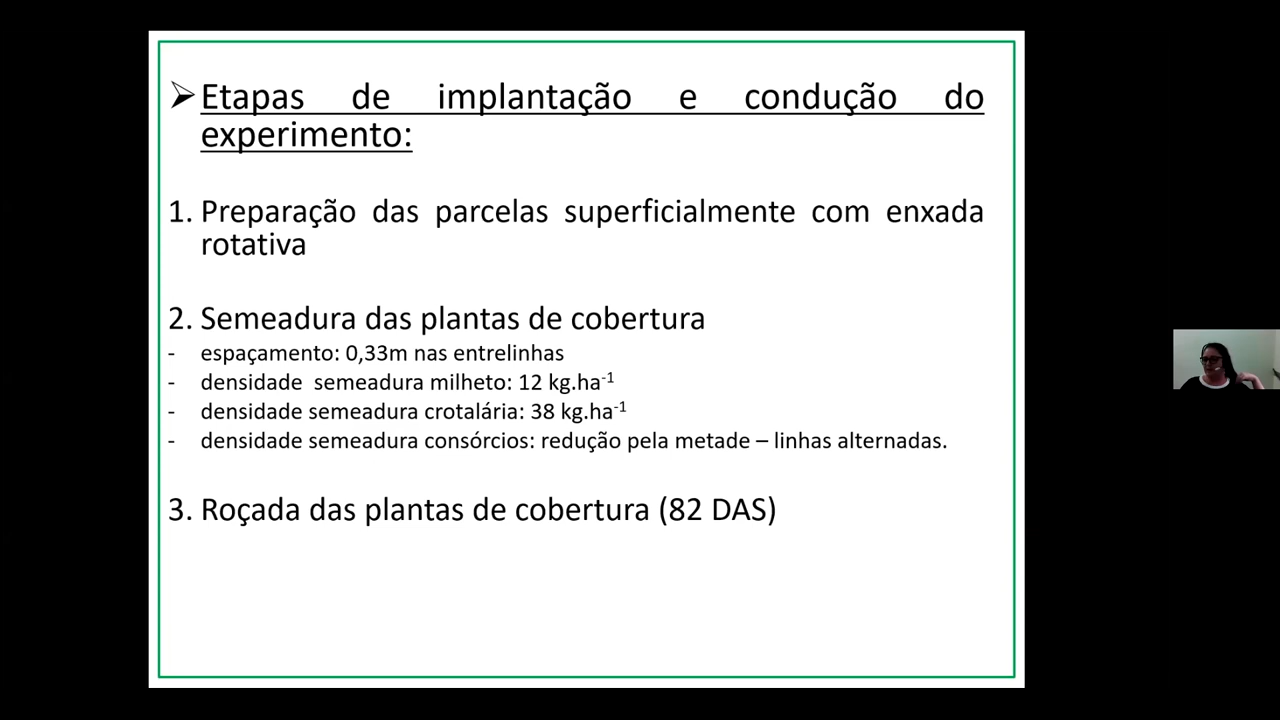 ➢ Etapas de implantação e condução do
experimento:
1. Preparação das parcelas superficialmente com enxada
rotativa
2. Semeadura das plantas de cobertura
- espaçamento: 0,33m nas entrelinhas
- densidade semeadura milheto: 12 kg.ha⁻¹
- densidade semeadura crotalária: 38 kg.ha⁻¹
- densidade semeadura consórcios: redução pela metade – linhas alternadas.
3. Roçada das plantas de cobertura (82 DAS)